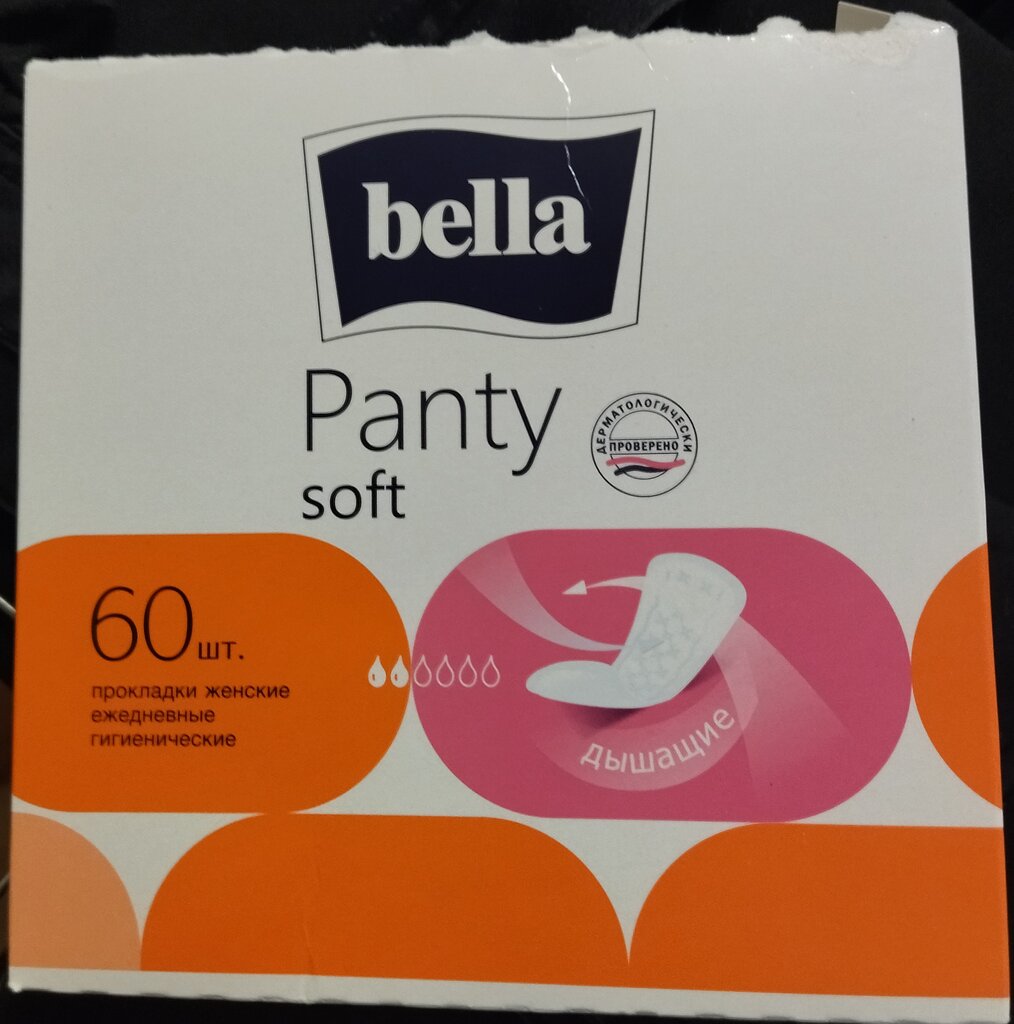 bella
Panty
soft
ДЕРМАТОЛОГИЧЕСКИ
ПРОВЕРЕНО
60 шт.
прокладки женские
ежедневные
гигиенические
дышащие